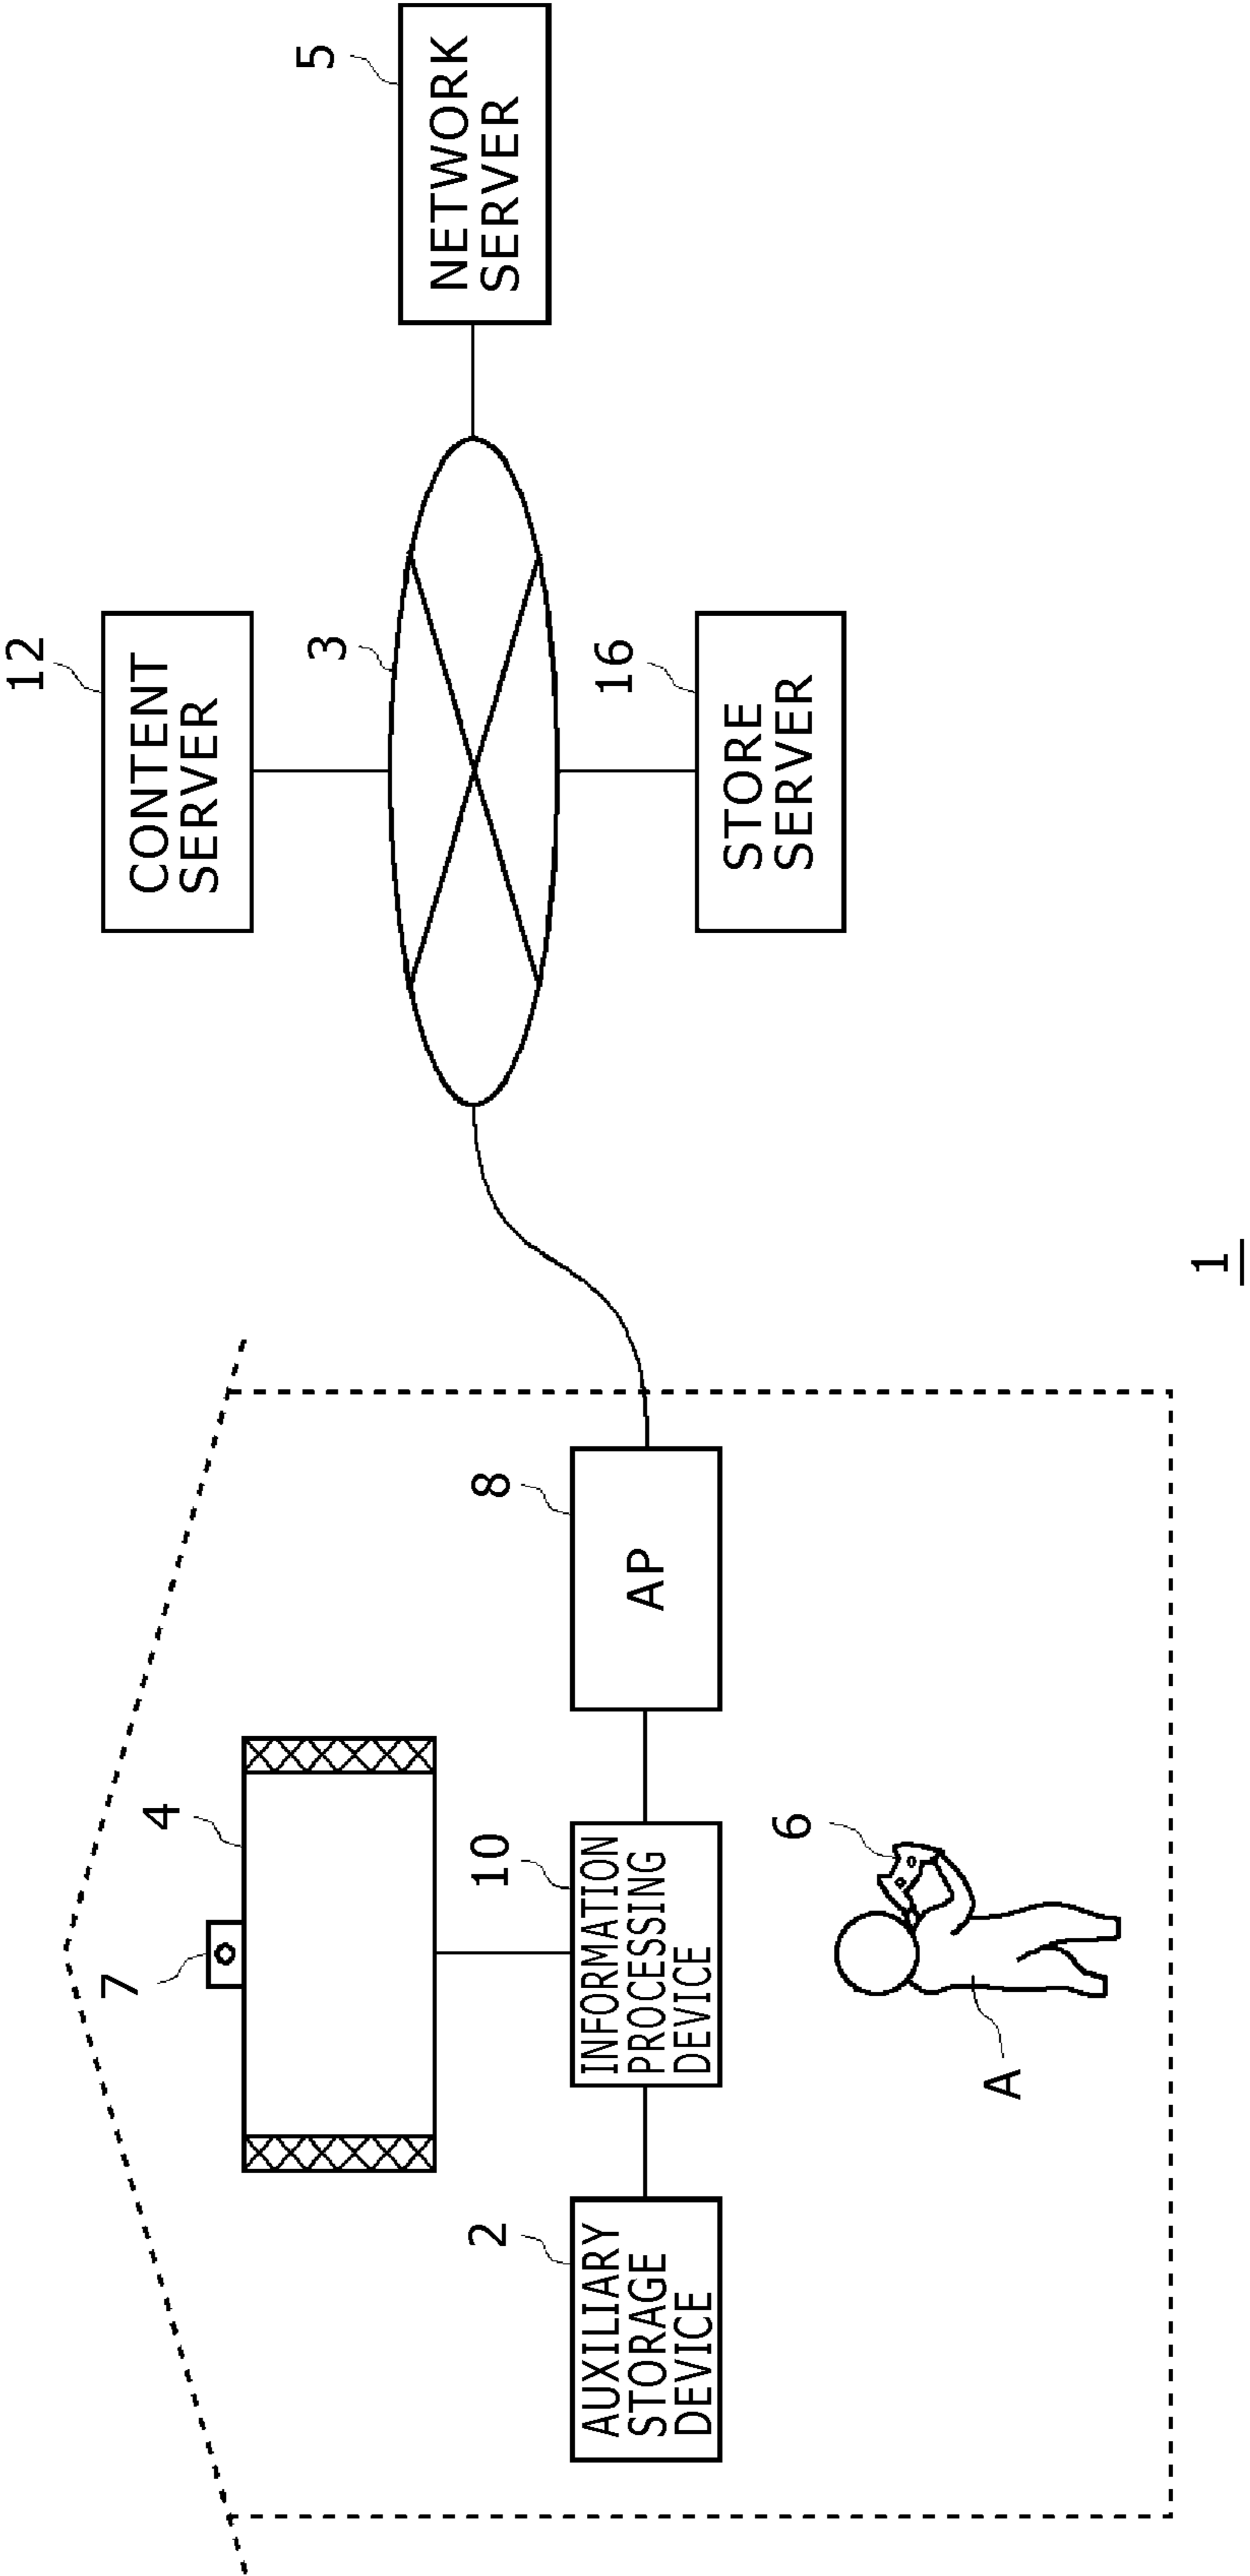 12
CONTENT
SERVER
5
NETWORK
SERVER
3
16
STORE
SERVER
7
4
2
AUXILIARY
STORAGE
DEVICE
10
INFORMATION
PROCESSING
DEVICE
8
AP
6
A
1